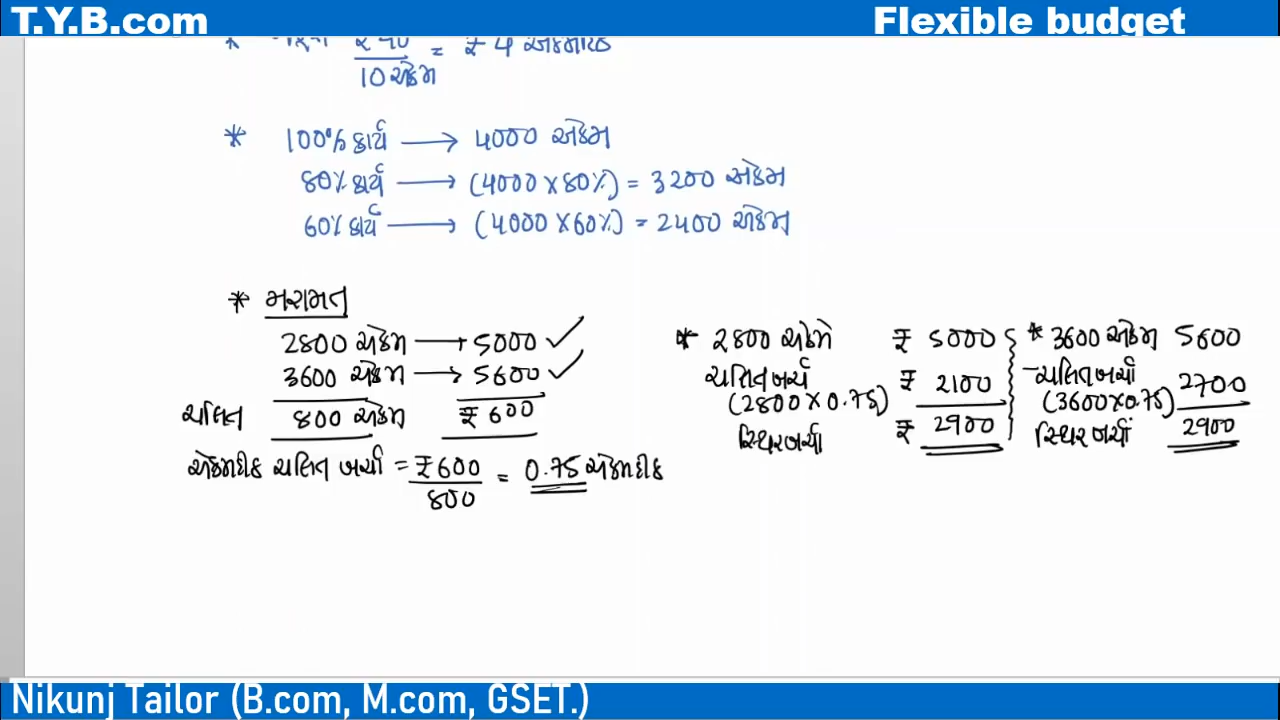 T.Y.B.com
Flexible budget
* ₹ 40 = ₹ 4
10 એકમ
* 100% કાર્ય → 4000 એકમ
80% કાર્ય → (4000 x 80%) = 3200 એકમ
60% કાર્ય → (4000 x 60%) = 2400 એકમ
* મરામત
2800 એકમ → 5000 ✓
3600 એકમ → 5600 ✓
ચલિત 800 એકમ ₹ 600
એકમદીઠ ચલિત ખર્ચ = ₹600 = 0.75 એકમદીઠ
800
* 2800 એકમે ₹ 5000
ચલિત ખર્ચ ₹ 2100
(2800 x 0.75)
સ્થિર ખર્ચા ₹ 2900
* 3600 એકમ 5600
- ચલિત ખર્ચા 2700
(3600x0.75)
સ્થિર ખર્ચા 2900
Nikunj Tailor (B.com, M.com, GSET.)